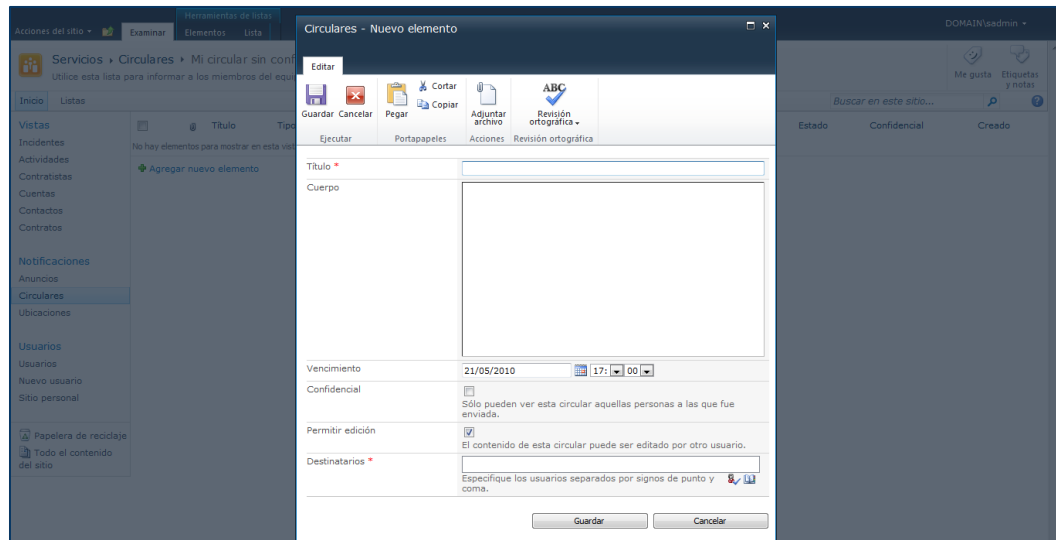 Herramientas de listas
Acciones del sitio
Examinar
Elementos
Lista
DOMAIN\sadmin
Servicios
Circulares
Mi circular sin conf
Utilice esta lista para informar a los miembros del equi
Me gusta
Etiquetas
y notas
Inicio
Listas
Buscar en este sitio...
Vistas
Incidentes
Actividades
Contratistas
Cuentas
Contactos
Contratos
Notificaciones
Anuncios
Circulares
Ubicaciones
Usuarios
Usuarios
Nuevo usuario
Sitio personal
Papelera de reciclaje
Todo el contenido
del sitio
Título
Tipo
Estado
Confidencial
Creado
No hay elementos para mostrar en esta vist
Agregar nuevo elemento
Circulares - Nuevo elemento
Editar
Guardar
Cancelar
Pegar
Cortar
Copiar
Adjuntar
archivo
ABC
Revisión
ortográfica
Ejecutar
Portapapeles
Acciones
Revisión ortográfica
Título *
Cuerpo
Vencimiento
21/05/2010
17:
00
Confidencial
Sólo pueden ver esta circular aquellas personas a las que fue
enviada.
Permitir edición
El contenido de esta circular puede ser editado por otro usuario.
Destinatarios *
Especifique los usuarios separados por signos de punto y
coma.
Guardar
Cancelar